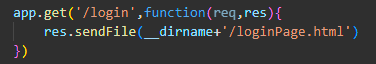 app.get('/login',function(req,res){
    res.sendFile(__dirname+'/loginPage.html')
})